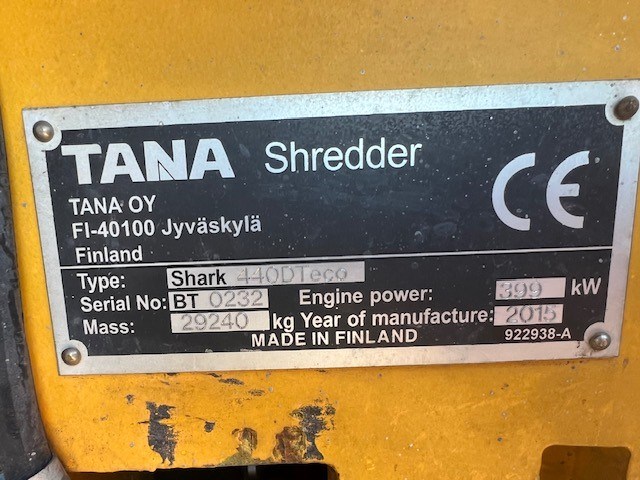 TANA Shredder
CE
TANA OY
FI-40100 Jyväskylä
Finland
Type: Shark 440DTeco
Serial No: BT 0232 Engine power: 399 kW
Mass: 29240 kg Year of manufacture: 2015
MADE IN FINLAND 922938-A